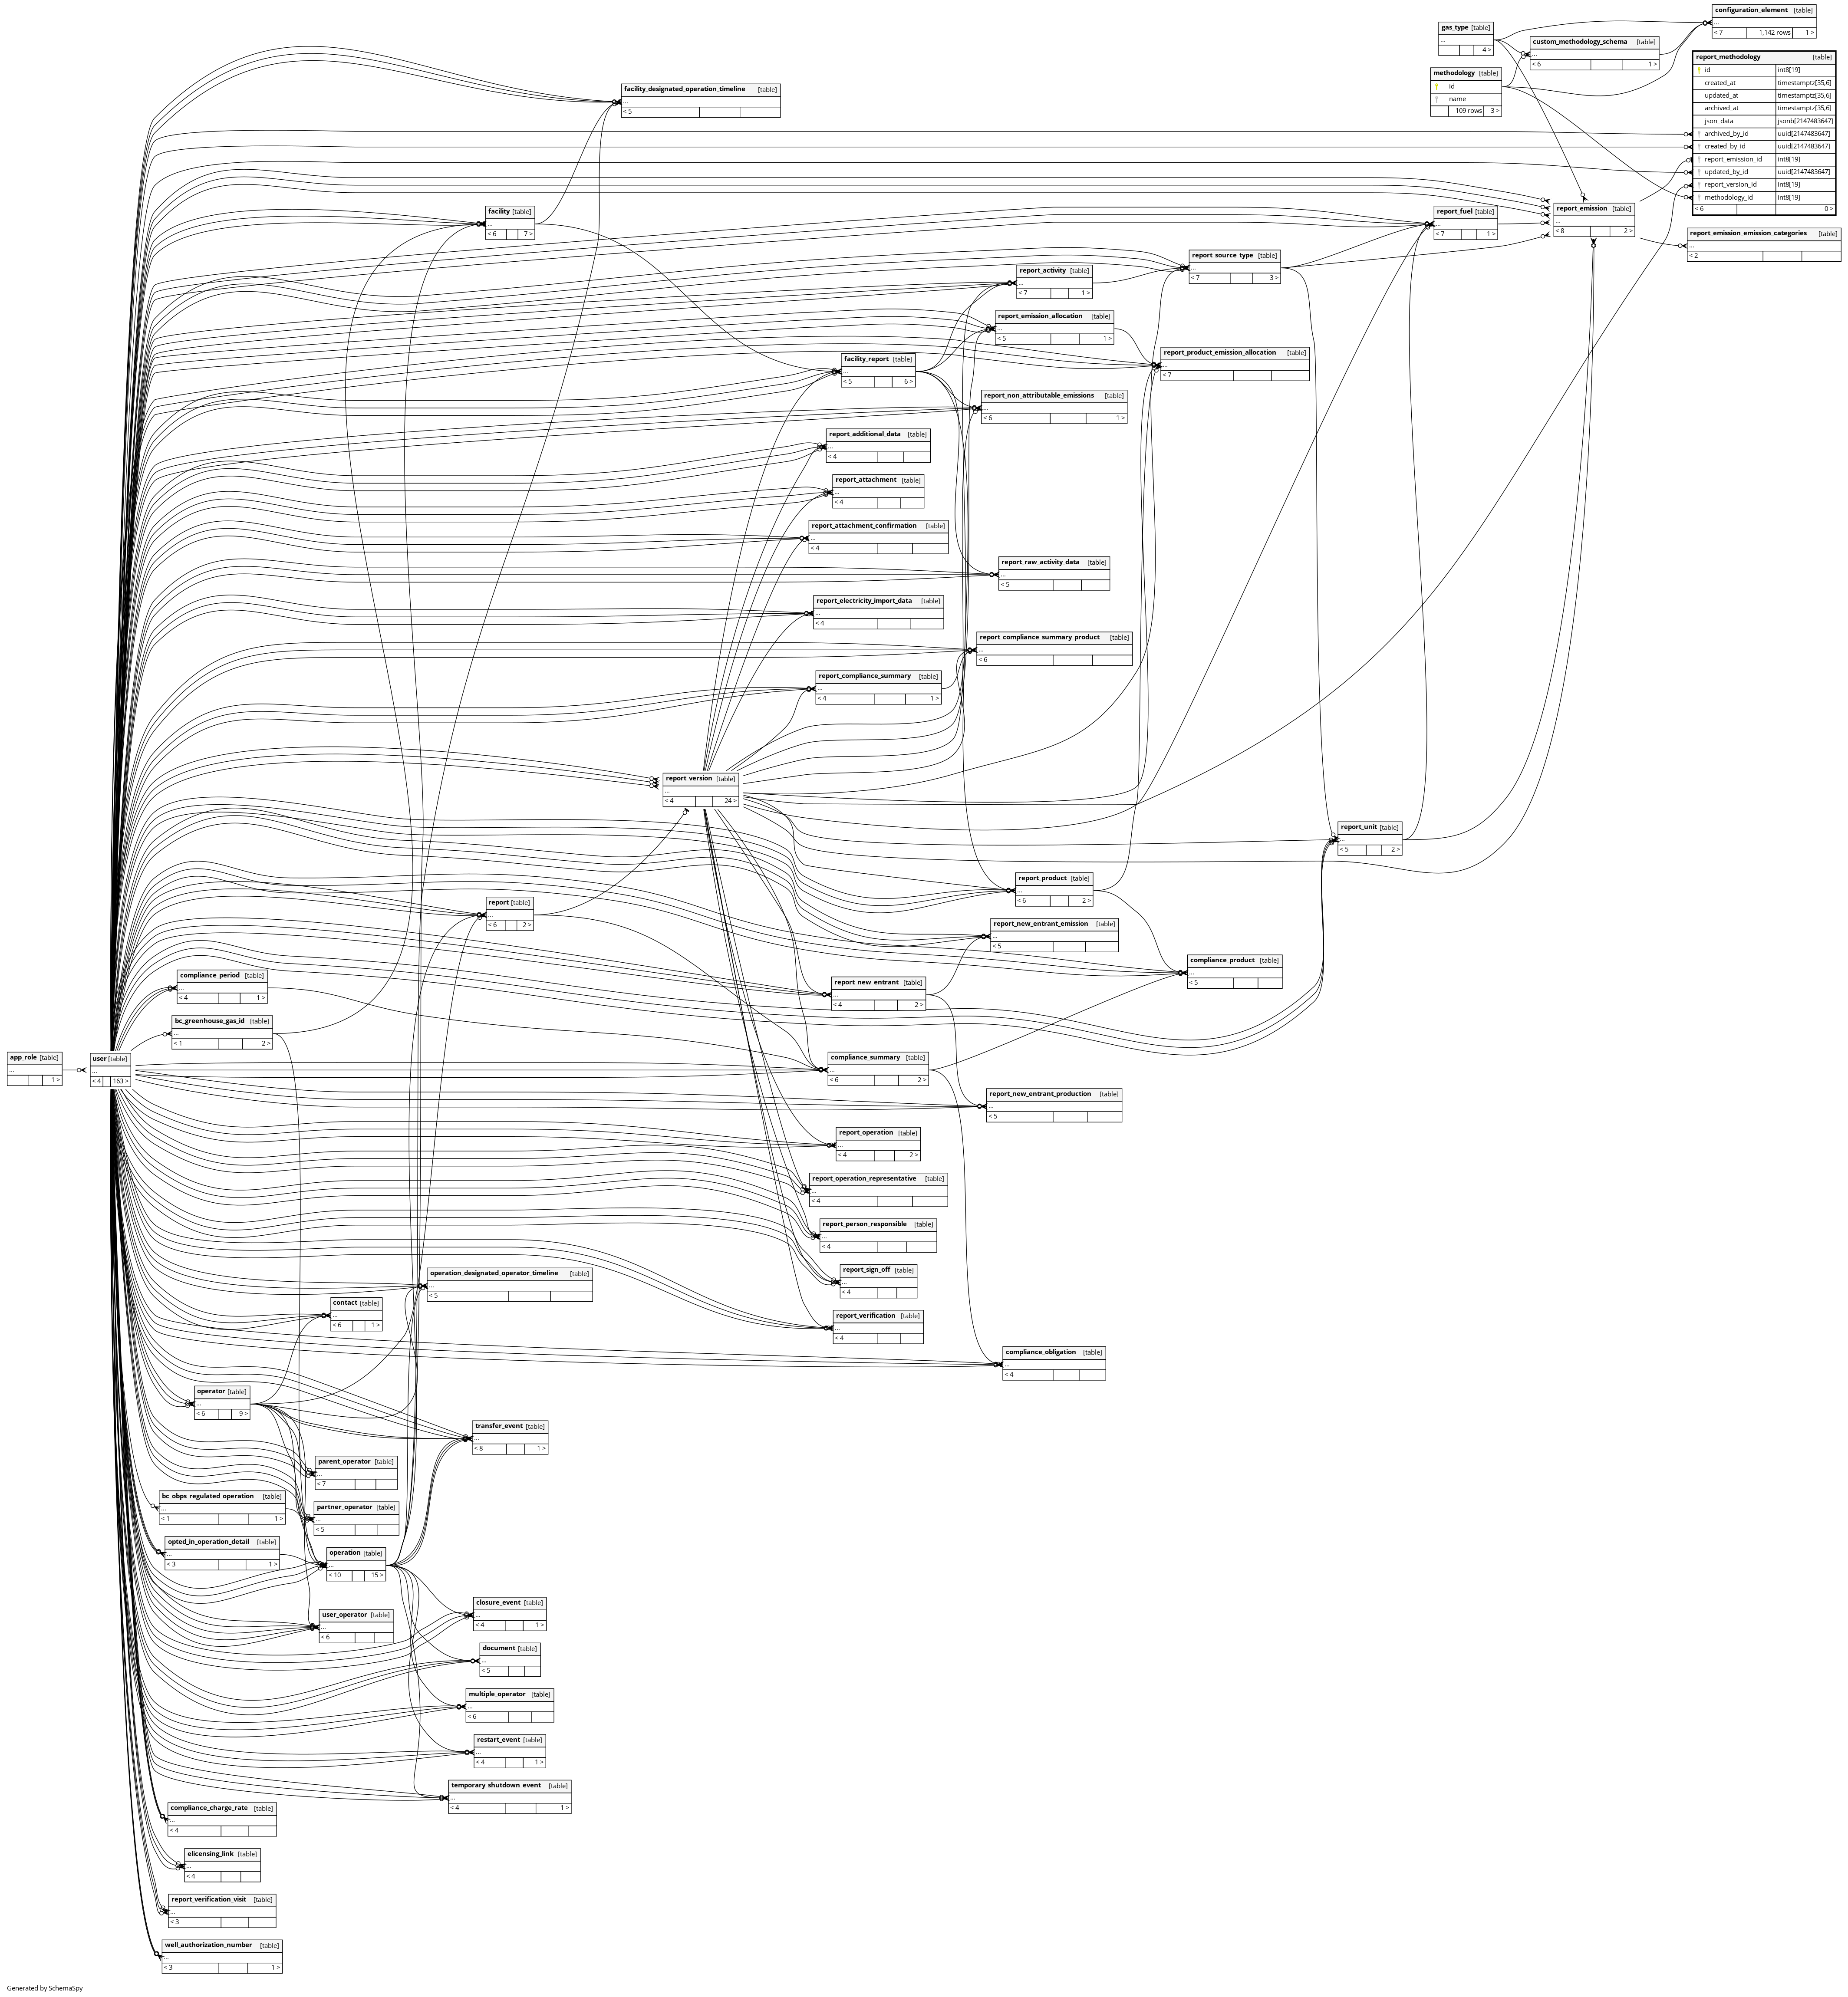 configuration_element [table]
...
< 7 1,142 rows 1 >
gas_type [table]
...
4 >
custom_methodology_schema [table]
...
< 6 1 >
report_methodology [table]
id int8[19]
created_at timestamptz[35,6]
updated_at timestamptz[35,6]
archived_at timestamptz[35,6]
json_data jsonb[2147483647]
archived_by_id uuid[2147483647]
created_by_id uuid[2147483647]
report_emission_id int8[19]
updated_by_id uuid[2147483647]
report_version_id int8[19]
methodology_id int8[19]
< 6 0 >
methodology [table]
id
name
109 rows 3 >
facility_designated_operation_timeline [table]
...
< 5
facility [table]
...
< 6 7 >
report_fuel [table]
...
< 7 1 >
report_emission [table]
...
< 8 2 >
report_emission_emission_categories [table]
...
< 2
report_source_type [table]
...
< 7 3 >
report_activity [table]
...
< 7 1 >
report_emission_allocation [table]
...
< 5 1 >
report_product_emission_allocation [table]
...
< 7
facility_report [table]
...
< 5 6 >
report_non_attributable_emissions [table]
...
< 6 1 >
report_additional_data [table]
...
< 4
report_attachment [table]
...
< 4
report_attachment_confirmation [table]
...
< 4
report_raw_activity_data [table]
...
< 5
report_electricity_import_data [table]
...
< 4
report_compliance_summary_product [table]
...
< 6
report_compliance_summary [table]
...
< 4 1 >
report_version [table]
...
< 4 24 >
report_unit [table]
...
< 5 2 >
report_product [table]
...
< 6 2 >
report [table]
...
< 6 2 >
report_new_entrant_emission [table]
...
< 5
compliance_product [table]
...
< 5
compliance_period [table]
...
< 4 1 >
report_new_entrant [table]
...
< 4 2 >
bc_greenhouse_gas_id [table]
...
< 1 2 >
app_role [table]
...
1 >
user [table]
...
< 4 163 >
compliance_summary [table]
...
< 6 2 >
report_new_entrant_production [table]
...
< 5
report_operation [table]
...
< 4 2 >
report_operation_representative [table]
...
< 4
report_person_responsible [table]
...
< 4
report_sign_off [table]
...
< 4
operation_designated_operator_timeline [table]
...
< 5
contact [table]
...
< 6 1 >
report_verification [table]
...
< 4
compliance_obligation [table]
...
< 4
operator [table]
...
< 6 9 >
transfer_event [table]
...
< 8 1 >
parent_operator [table]
...
< 7
bc_obps_regulated_operation [table]
...
< 1 1 >
partner_operator [table]
...
< 5
opted_in_operation_detail [table]
...
< 3 1 >
operation [table]
...
< 10 15 >
closure_event [table]
...
< 4 1 >
user_operator [table]
...
< 6
document [table]
...
< 5
multiple_operator [table]
...
< 6
restart_event [table]
...
< 4 1 >
temporary_shutdown_event [table]
...
< 4 1 >
compliance_charge_rate [table]
...
< 4
elicensing_link [table]
...
< 4
report_verification_visit [table]
...
< 3
well_authorization_number [table]
...
< 3 1 >
Generated by SchemaSpy